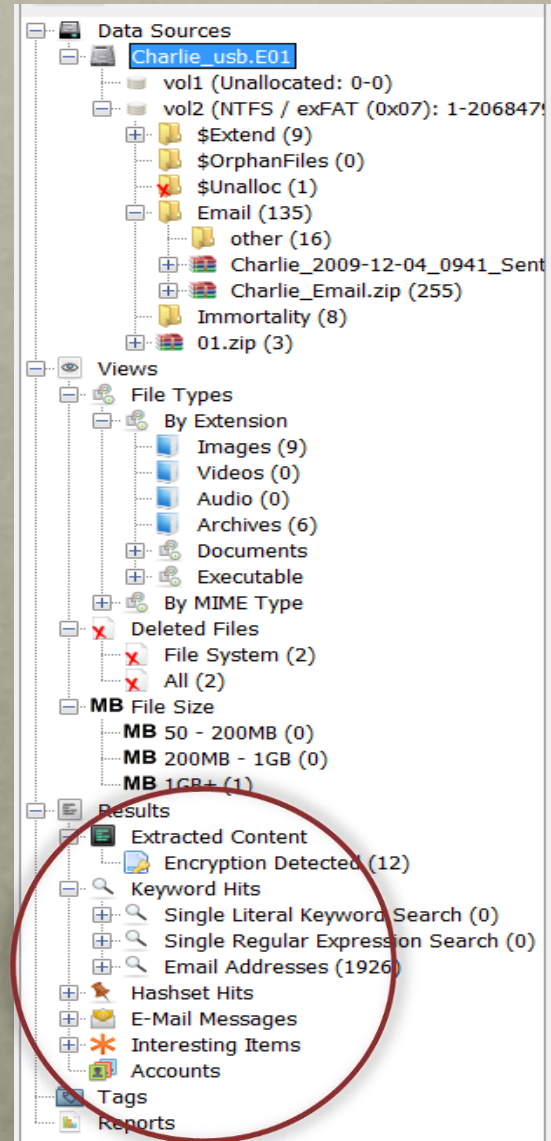 Data Sources
Charlie_usb.E01
vol1 (Unallocated: 0-0)
vol2 (NTFS / exFAT (0x07): 1-2068479
$Extend (9)
$OrphanFiles (0)
$Unalloc (1)
Email (135)
other (16)
Charlie_2009-12-04_0941_Sent
Charlie_Email.zip (255)
Immortality (8)
01.zip (3)
Views
File Types
By Extension
Images (9)
Videos (0)
Audio (0)
Archives (6)
Documents
Executable
By MIME Type
Deleted Files
File System (2)
All (2)
MB File Size
MB 50 - 200MB (0)
MB 200MB - 1GB (0)
MB 1GB+ (1)
Results
Extracted Content
Encryption Detected (12)
Keyword Hits
Single Literal Keyword Search (0)
Single Regular Expression Search (0)
Email Addresses (1926)
Hashset Hits
E-Mail Messages
Interesting Items
Accounts
Tags
Reports